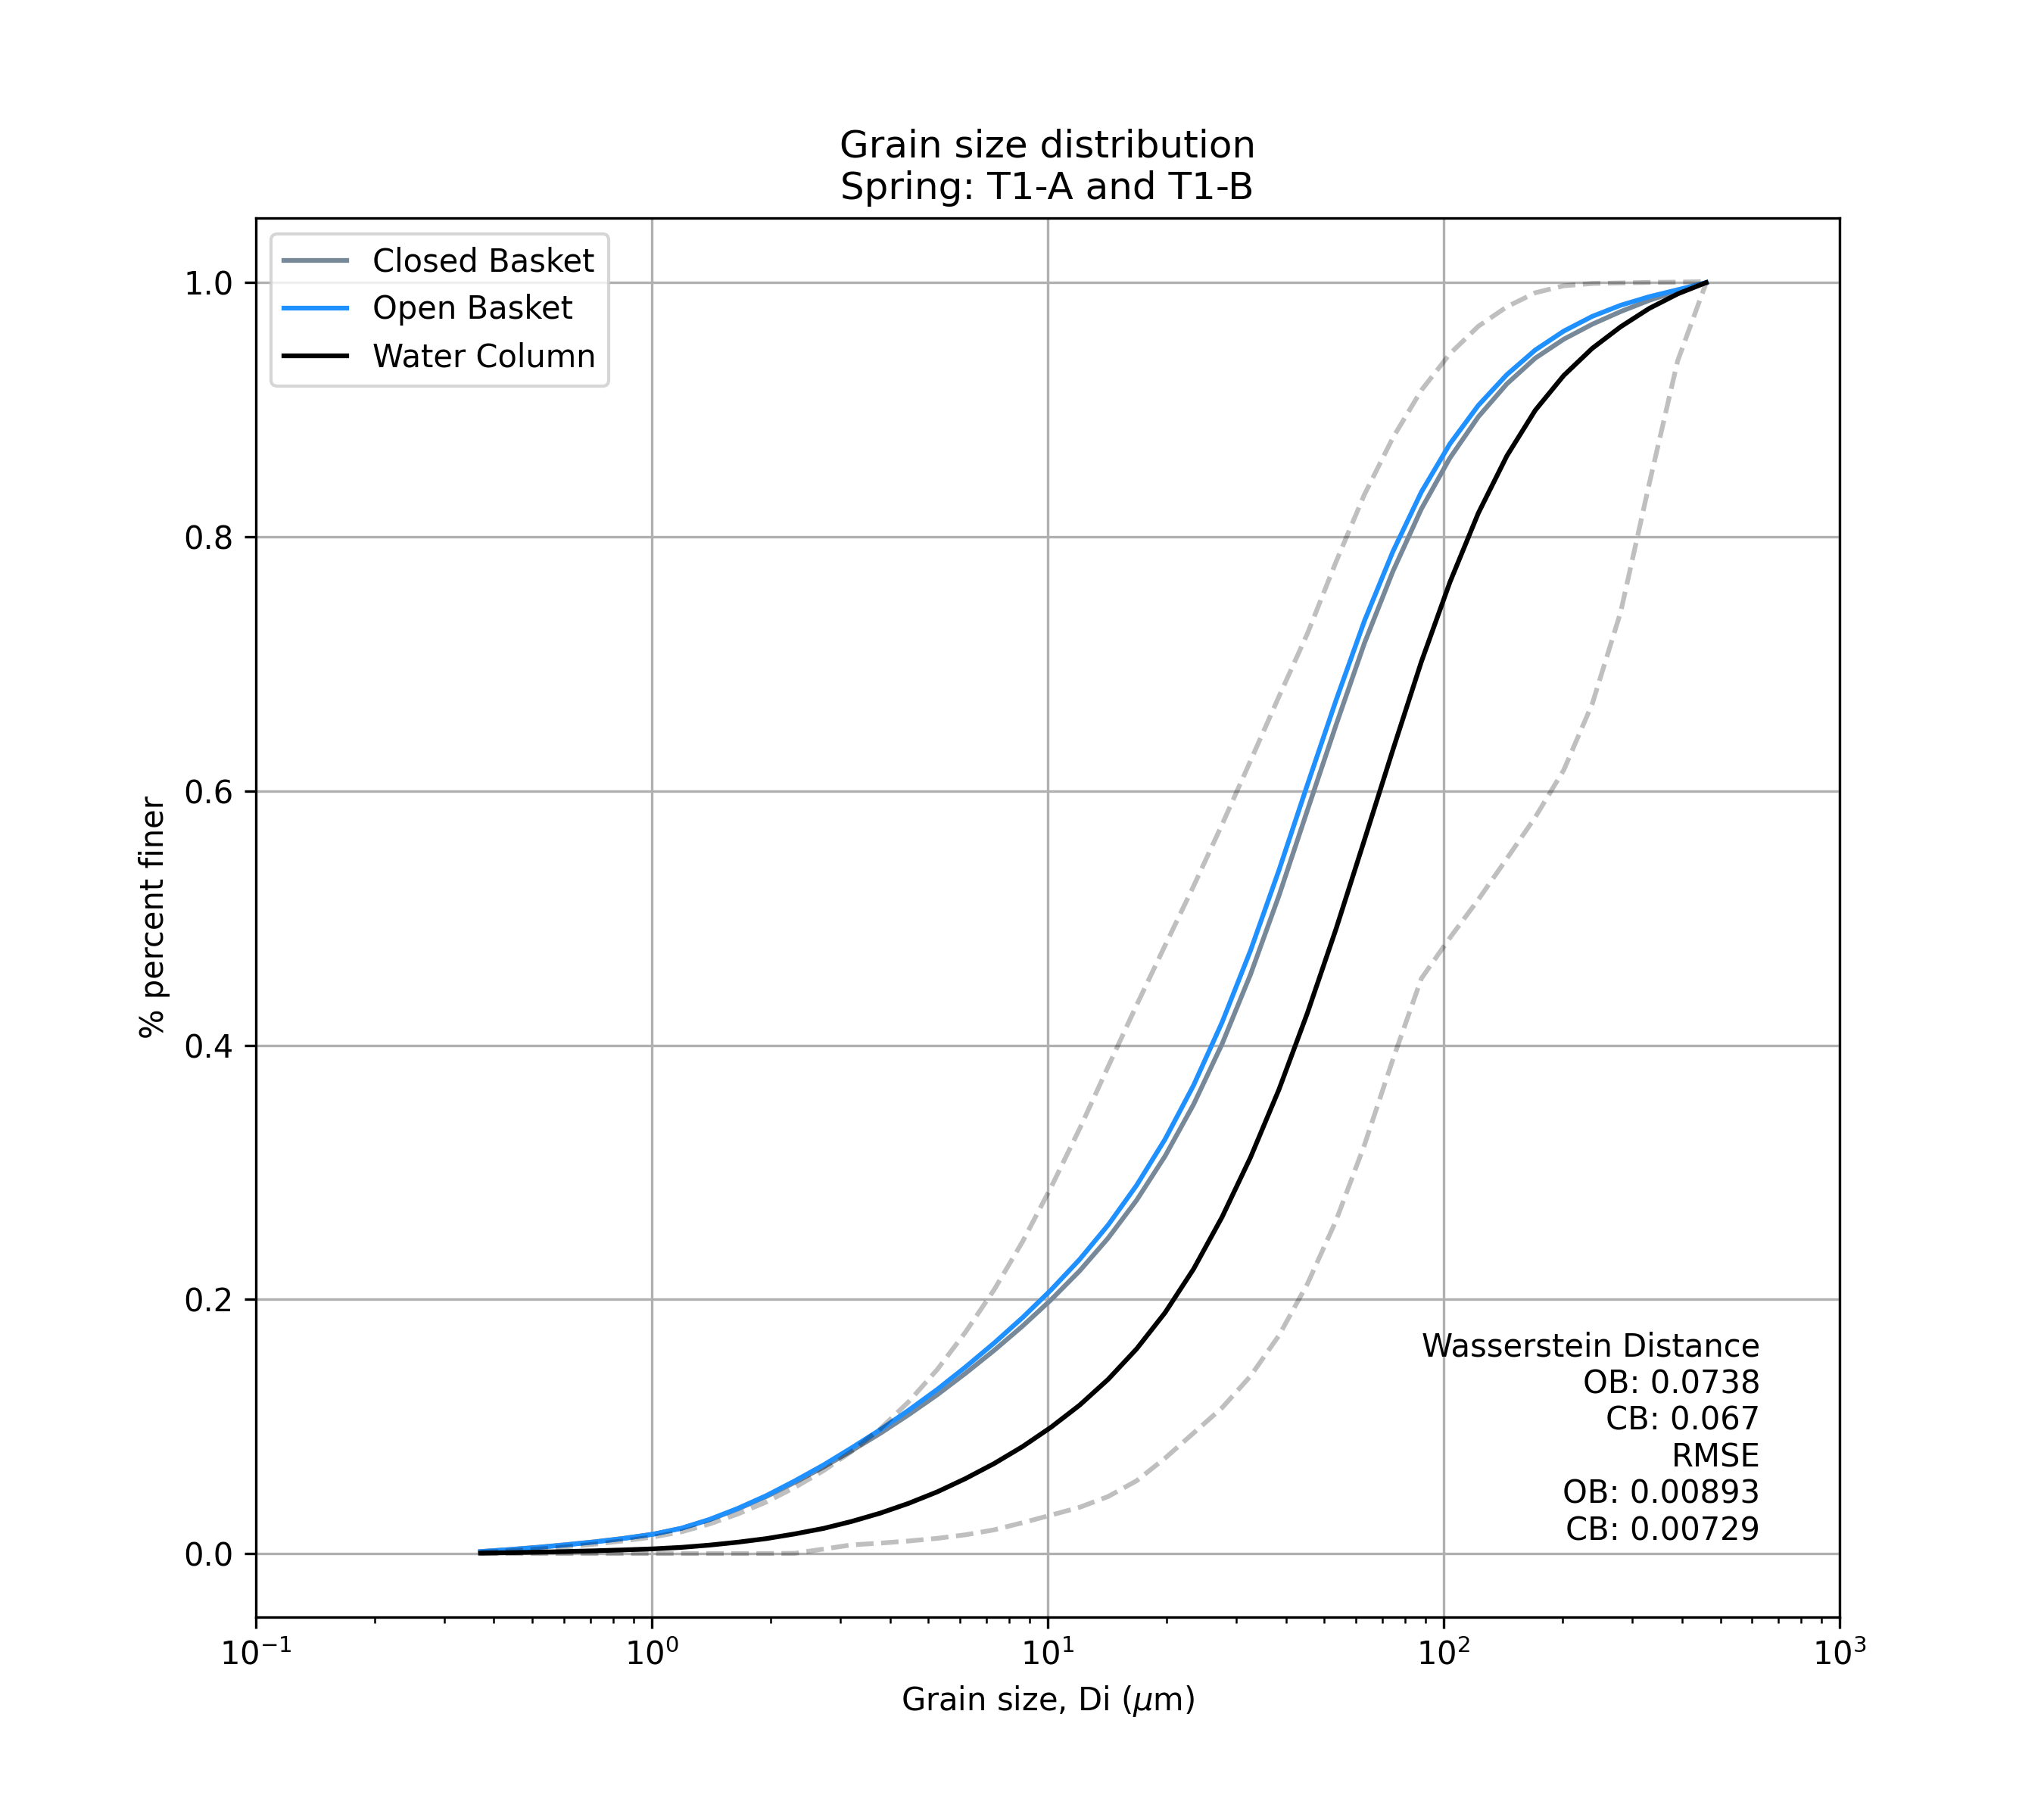 Grain size distribution
Spring: T1-A and T1-B
Closed Basket
Open Basket
Water Column
1.0
0.8
0.6
0.4
0.2
0.0
% percent finer
Wasserstein Distance
OB: 0.0738
CB: 0.067
RMSE
OB: 0.00893
CB: 0.00729
10⁻¹
10⁰
10¹
10²
10³
Grain size, Di (μm)